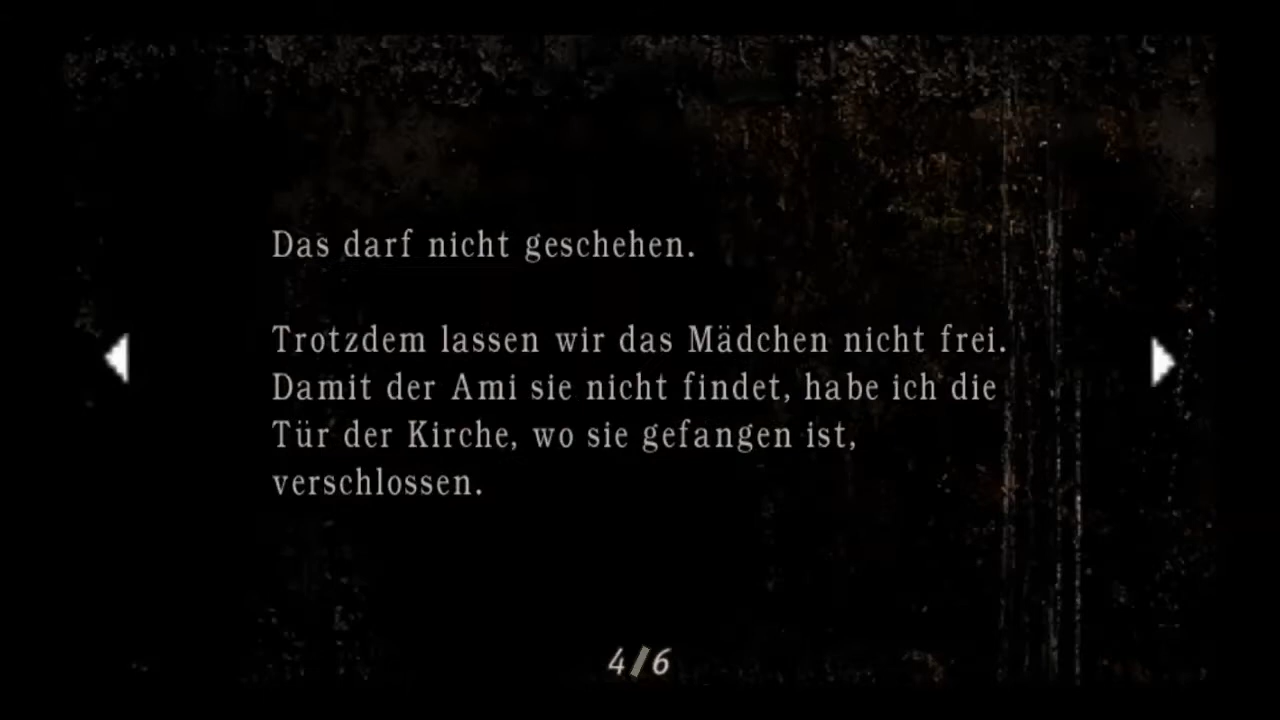 Das darf nicht geschehen.
Trotzdem lassen wir das Mädchen nicht frei.
Damit der Ami sie nicht findet, habe ich die
Tür der Kirche, wo sie gefangen ist,
verschlossen.
4/6